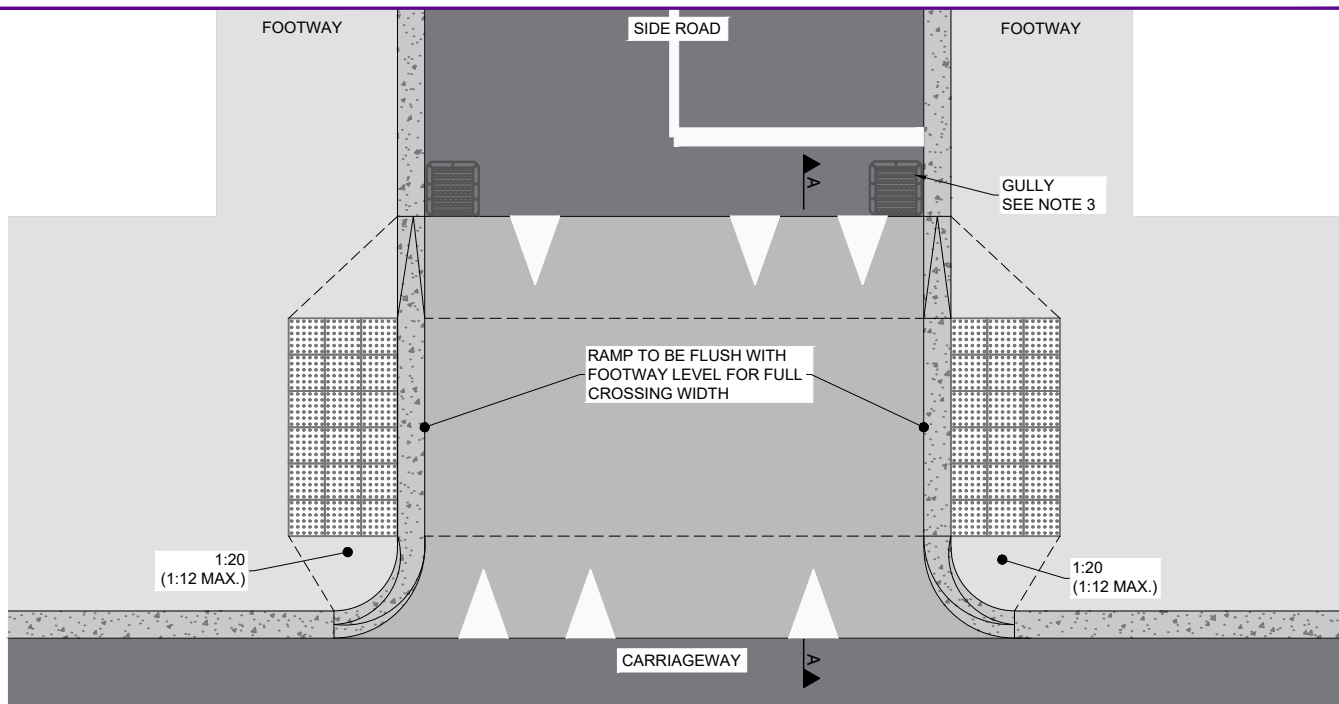 FOOTWAY
SIDE ROAD
FOOTWAY
A
GULLY
SEE NOTE 3
RAMP TO BE FLUSH WITH
FOOTWAY LEVEL FOR FULL
CROSSING WIDTH
1:20
(1:12 MAX.)
1:20
(1:12 MAX.)
CARRIAGEWAY
A